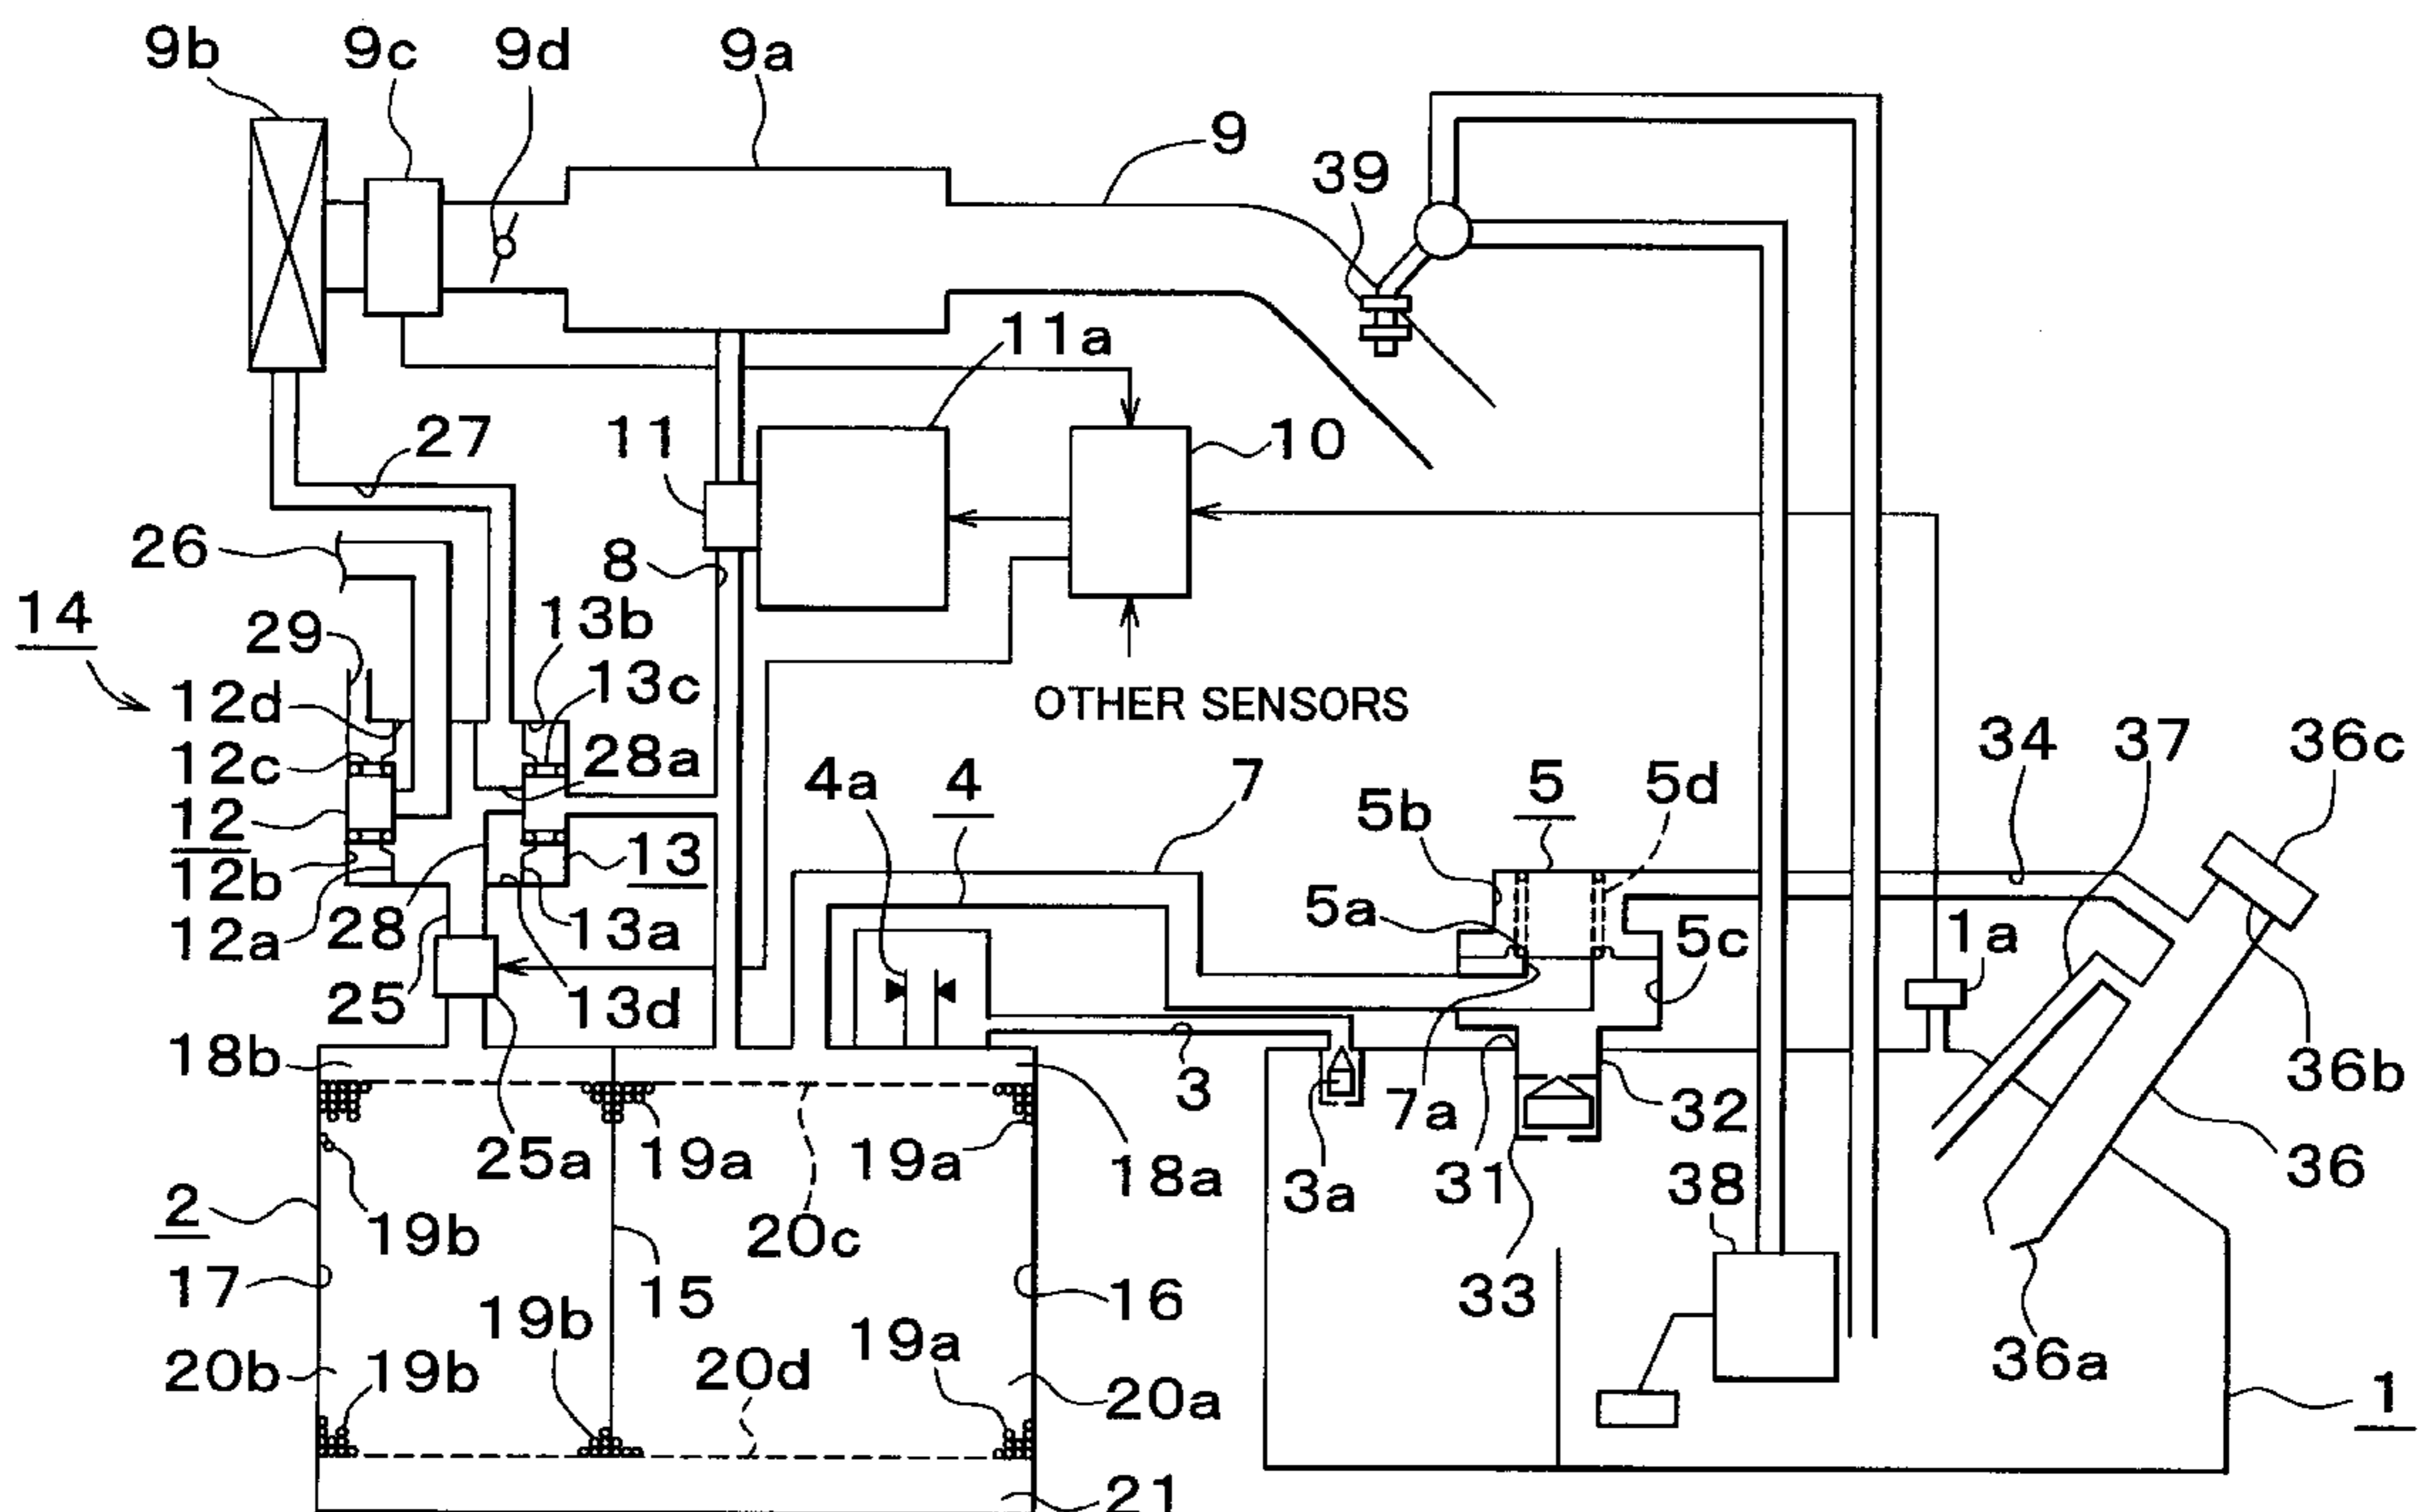 9b 9c 9d 9a
9
39
11a
27 11 10
26
8
14 29 13b
13c
OTHER SENSORS
12d
12c 28a
12
12b 13
12a 28 13a
25 13d
4a 4 7
5b 5 5d 34 37 36c
5a 5c 1a
18b
3 7a 32 36b
25a 19a 19a 18a 3a 31 38 36
2 19b 20c
17 15 16 33
19b 19a 36a
20b 19b 20d 20a 1
21